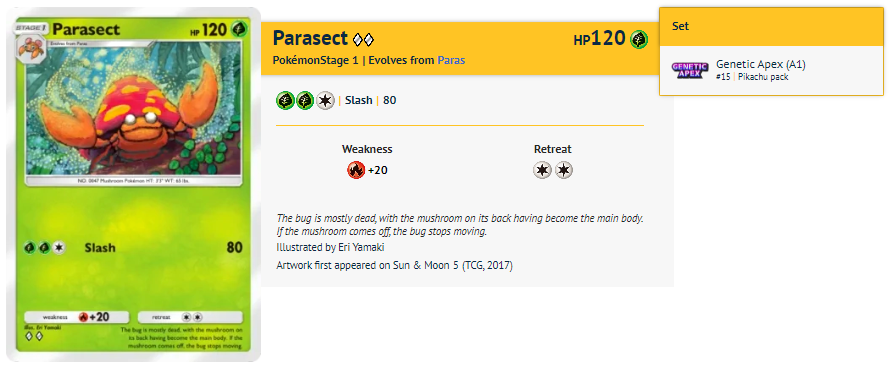 STAGE 1
Parasect
HP 120
Evolves from Paras
NO. 0047 Mushroom Pokémon HT: 3'3" WT: 65 lbs.
Slash 80
weakness +20 retreat
illus. Eri Yamaki
The bug is mostly dead, with the mushroom on
its back having become the main body. If the
mushroom comes off, the bug stops moving.
Parasect ◊◊ HP120
PokémonStage 1 | Evolves from Paras
| Slash | 80
Weakness Retreat
+20
The bug is mostly dead, with the mushroom on its back having become the main body.
If the mushroom comes off, the bug stops moving.
Illustrated by Eri Yamaki
Artwork first appeared on Sun & Moon 5 (TCG, 2017)
Set
GENETIC
APEX
Genetic Apex (A1)
#15 | Pikachu pack